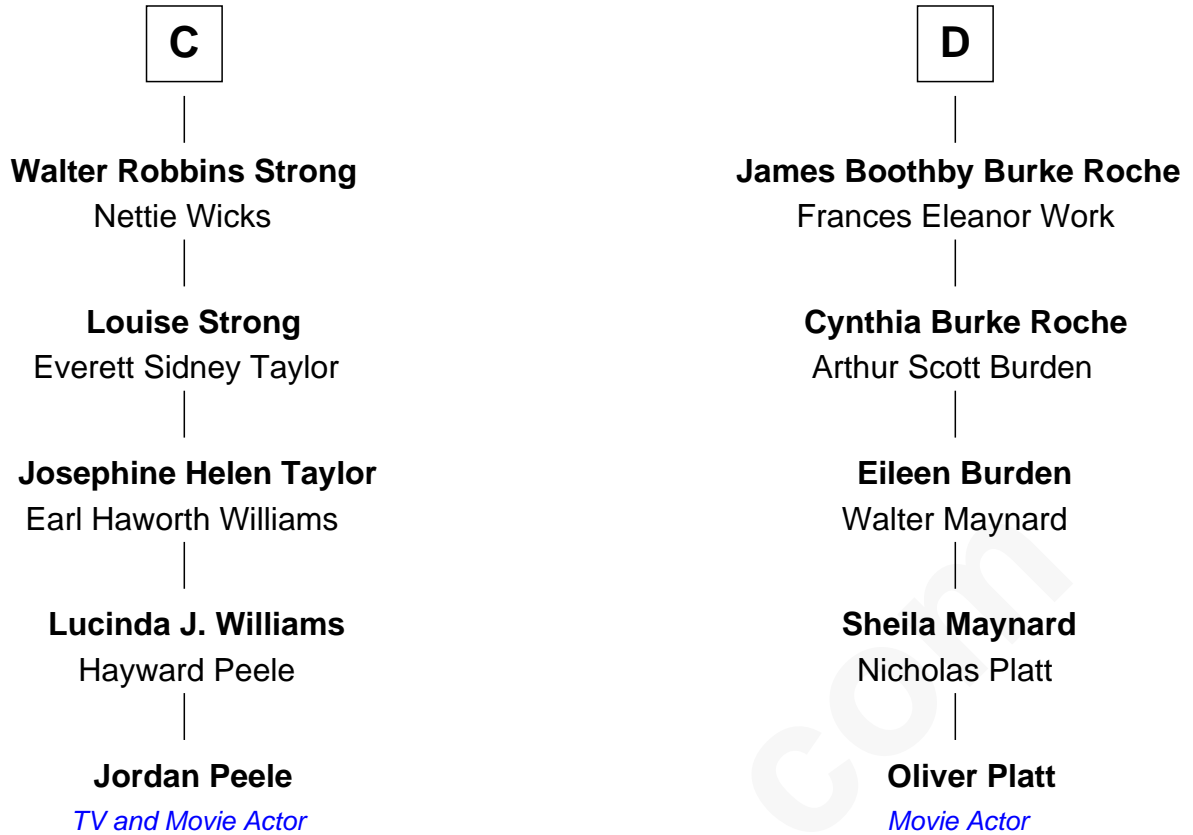 C
Walter Robbins Strong
Nettie Wicks
Louise Strong
Everett Sidney Taylor
Josephine Helen Taylor
Earl Haworth Williams
Lucinda J. Williams
Hayward Peele
Jordan Peele
TV and Movie Actor
D
James Boothby Burke Roche
Frances Eleanor Work
Cynthia Burke Roche
Arthur Scott Burden
Eileen Burden
Walter Maynard
Sheila Maynard
Nicholas Platt
Oliver Platt
Movie Actor
com